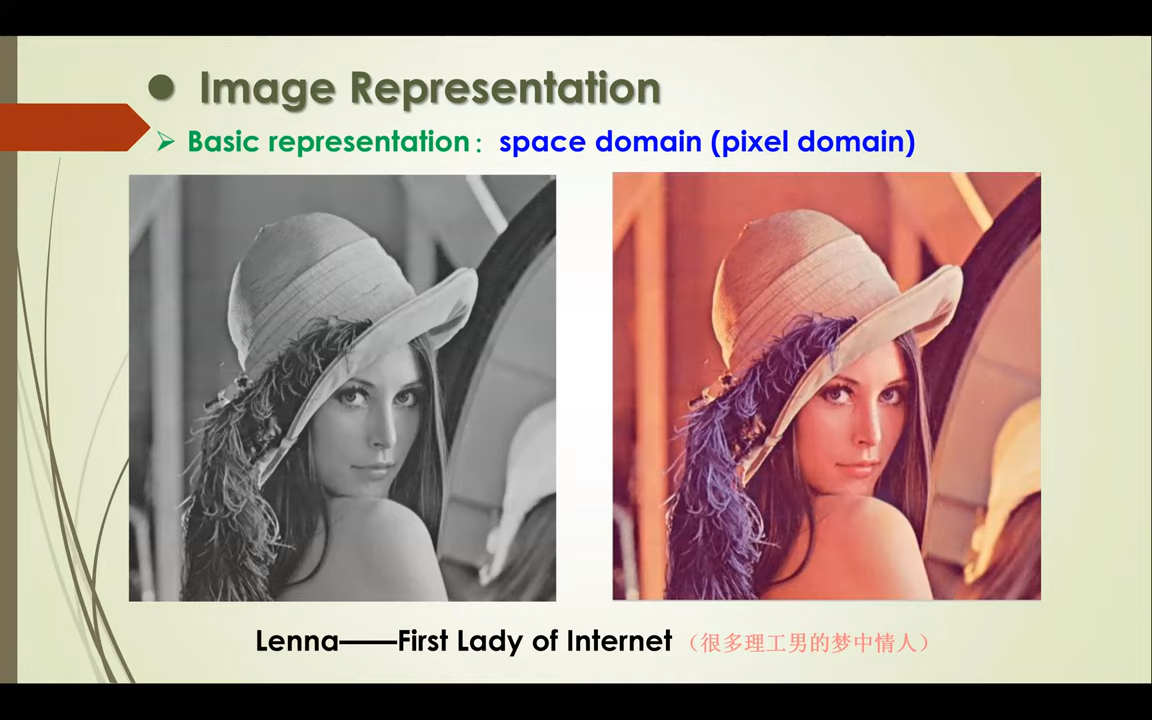 Image Representation
Basic representation：space domain (pixel domain)
Lenna——First Lady of Internet（很多理工男的梦中情人）